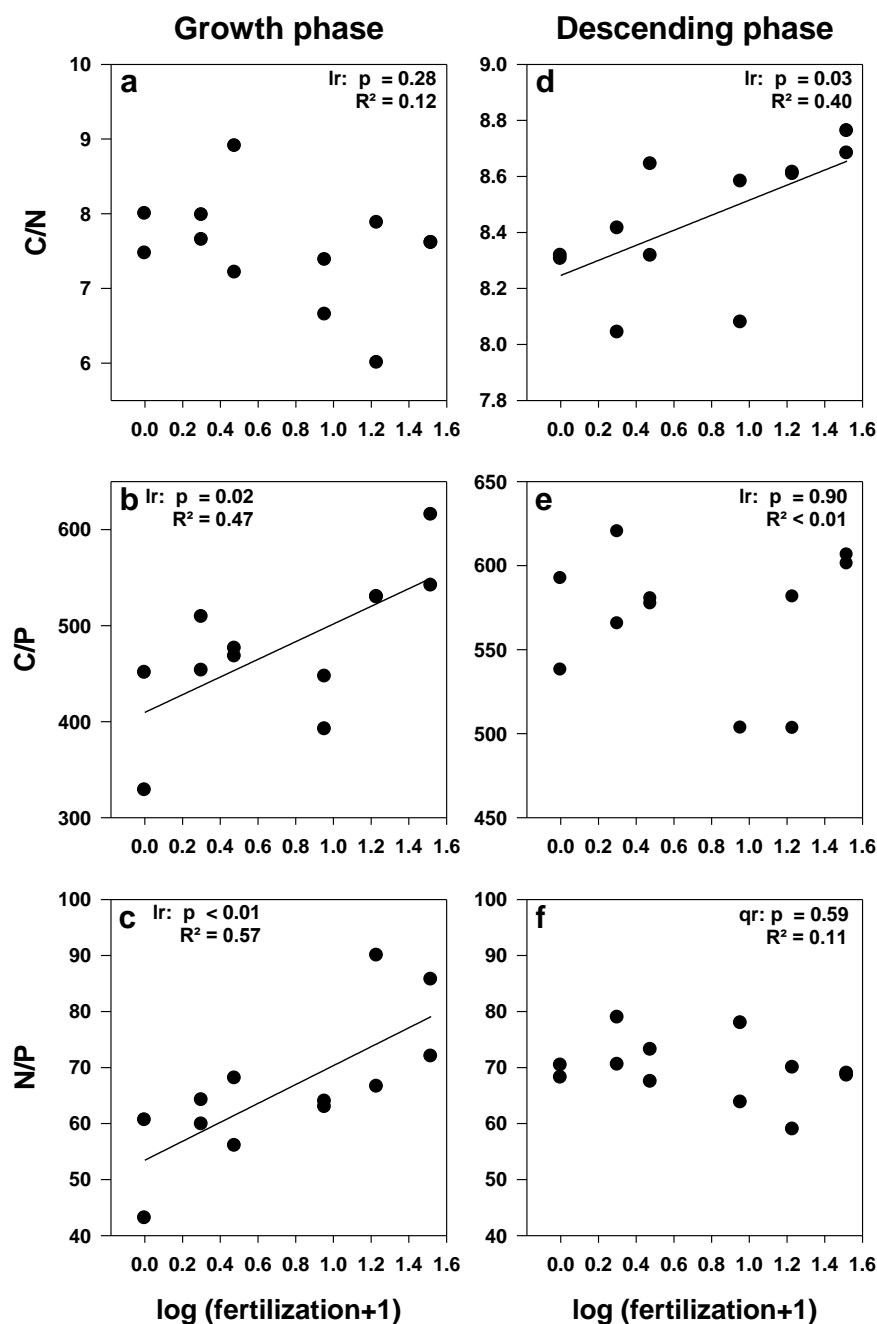 Growth phase
Descending phase
a
lr: p = 0.28
R² = 0.12
C/N
10
9
8
7
6
0.0 0.2 0.4 0.6 0.8 1.0 1.2 1.4 1.6
d
lr: p = 0.03
R² = 0.40
9.0
8.8
8.6
8.4
8.2
8.0
7.8
0.0 0.2 0.4 0.6 0.8 1.0 1.2 1.4 1.6
b
lr: p = 0.02
R² = 0.47
C/P
600
500
400
300
0.0 0.2 0.4 0.6 0.8 1.0 1.2 1.4 1.6
e
lr: p = 0.90
R² < 0.01
650
600
550
500
450
0.0 0.2 0.4 0.6 0.8 1.0 1.2 1.4 1.6
c
lr: p < 0.01
R² = 0.57
N/P
100
90
80
70
60
50
40
0.0 0.2 0.4 0.6 0.8 1.0 1.2 1.4 1.6
log (fertilization+1)
f
qr: p = 0.59
R² = 0.11
100
90
80
70
60
50
40
0.0 0.2 0.4 0.6 0.8 1.0 1.2 1.4 1.6
log (fertilization+1)